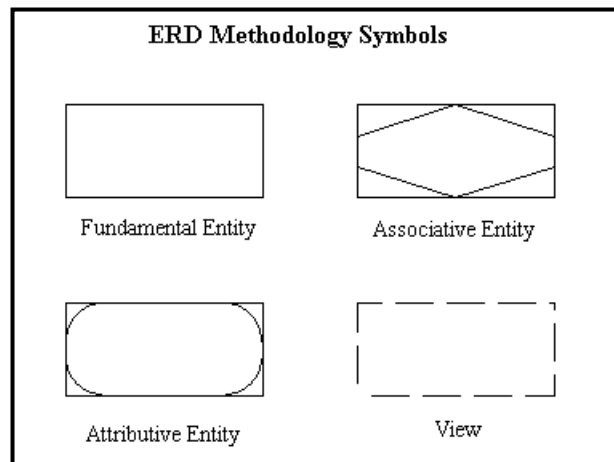 ERD Methodology Symbols
Fundamental Entity
Associative Entity
Attributive Entity
View